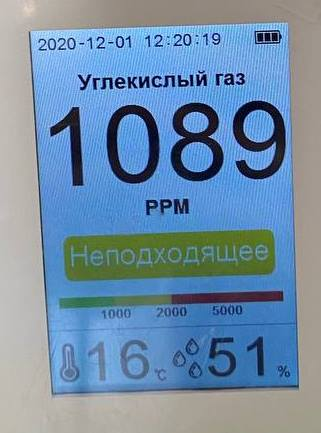 2020-12-01 12:20:19
Углекислый газ
1089
PPM
Неподходящее
1000 2000 5000
16°C 51%